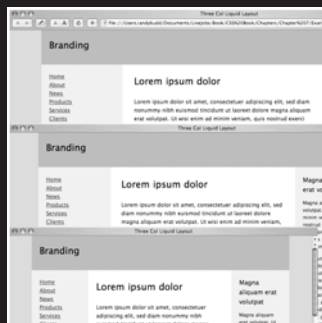 Three Col Liquid Layout
Branding
Home
About
News
Products
Services
Clients
Lorem ipsum dolor
Lorem ipsum dolor sit amet, consectetuer adipiscing elit, sed diam
nonummy nibh euismod tincidunt ut laoreet dolore magna aliquam
erat volutpat. Ut wisi enim ad minim veniam, quis nostrud exerci
Three Col Liquid Layout
Branding
Home
About
News
Products
Services
Clients
Lorem ipsum dolor
Lorem ipsum dolor sit amet, consectetuer adipiscing elit, sed
diam nonummy nibh euismod tincidunt ut laoreet dolore
magna aliquam erat volutpat. Ut wisi enim ad minim veniam,
Magna
aliquam
Three Col Liquid Layout
Branding
Home
About
News
Products
Services
Lorem ipsum dolor
Lorem ipsum dolor sit amet, consectetuer
adipiscing elit, sed diam nonummy nibh
Magna
aliquam erat
volutpat
Magna aliquam erat